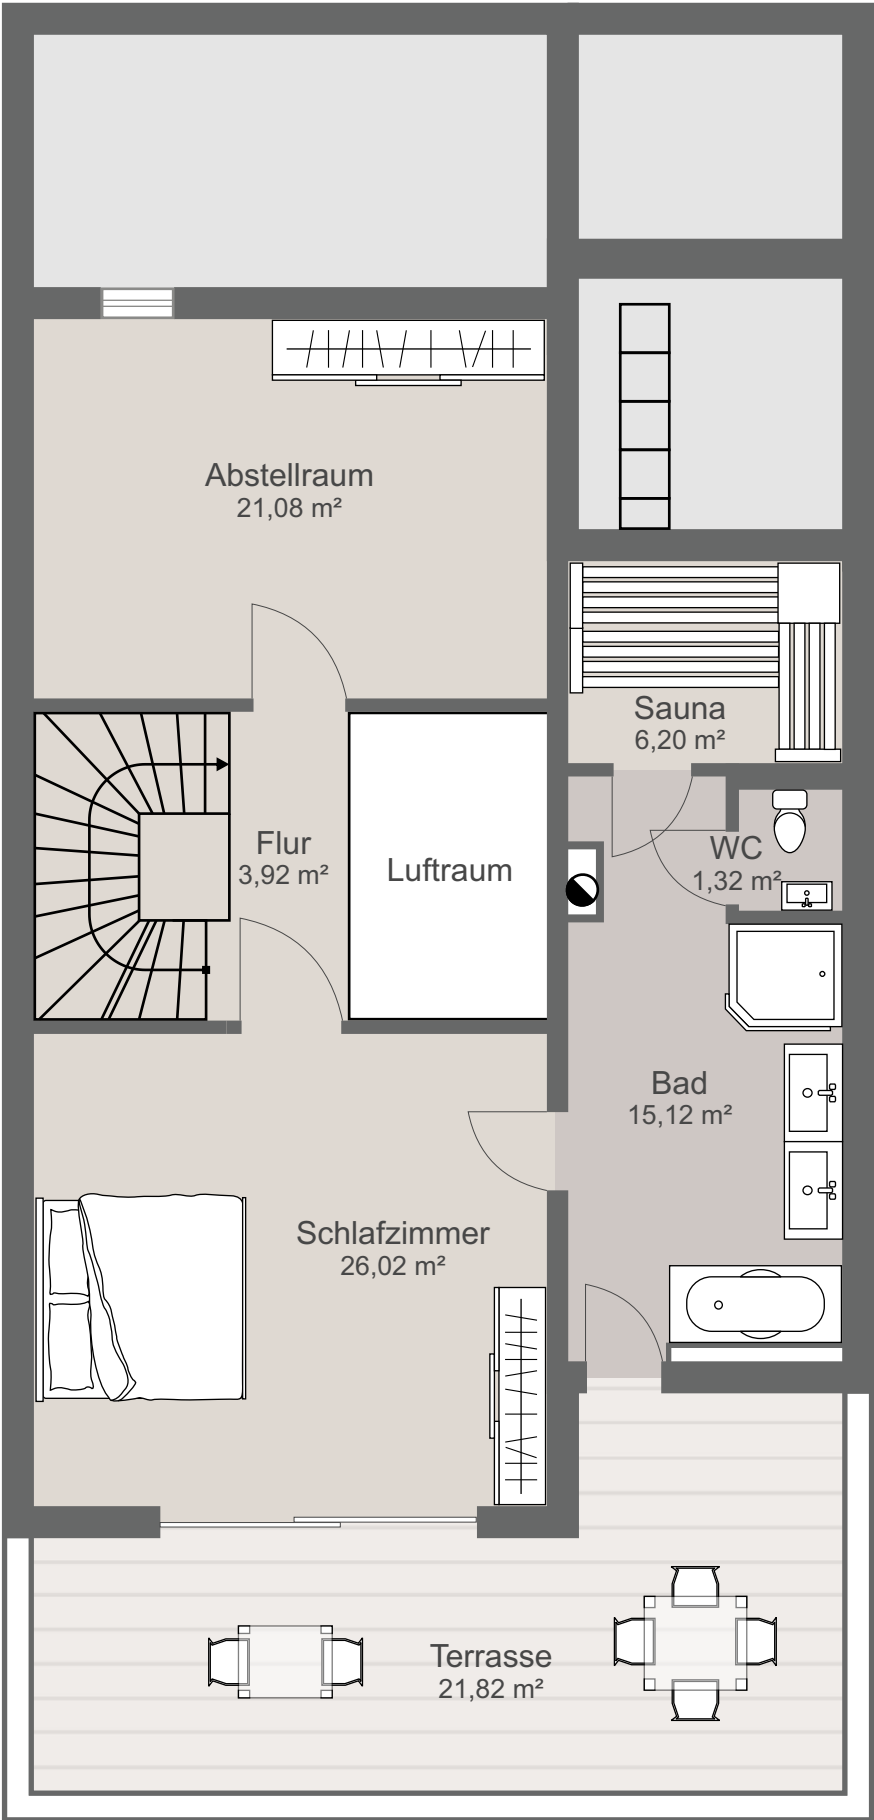 Abstellraum
21,08 m²
Sauna
6,20 m²
Flur
3,92 m²
Luftraum
WC
1,32 m²
Bad
15,12 m²
Schlafzimmer
26,02 m²
Terrasse
21,82 m²